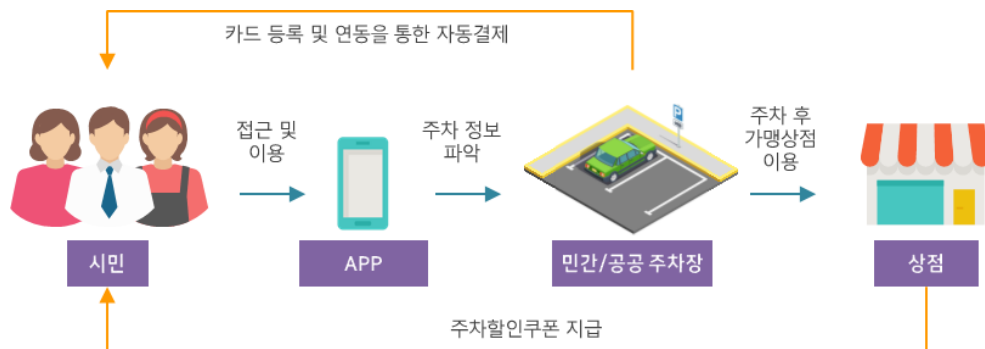 카드 등록 및 연동을 통한 자동결제
접근 및
이용
주차 정보
파악
주차 후
가맹상점
이용
P
시민
APP
민간/공공 주차장
상점
주차할인쿠폰 지급